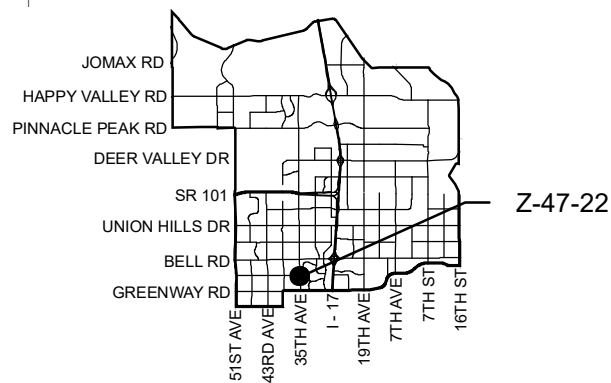 JOMAX RD
HAPPY VALLEY RD
PINNACLE PEAK RD
DEER VALLEY DR
SR 101
Z-47-22
UNION HILLS DR
BELL RD
GREENWAY RD
51ST AVE
43RD AVE
35TH AVE
I - 17
19TH AVE
7TH AVE
7TH ST
16TH ST